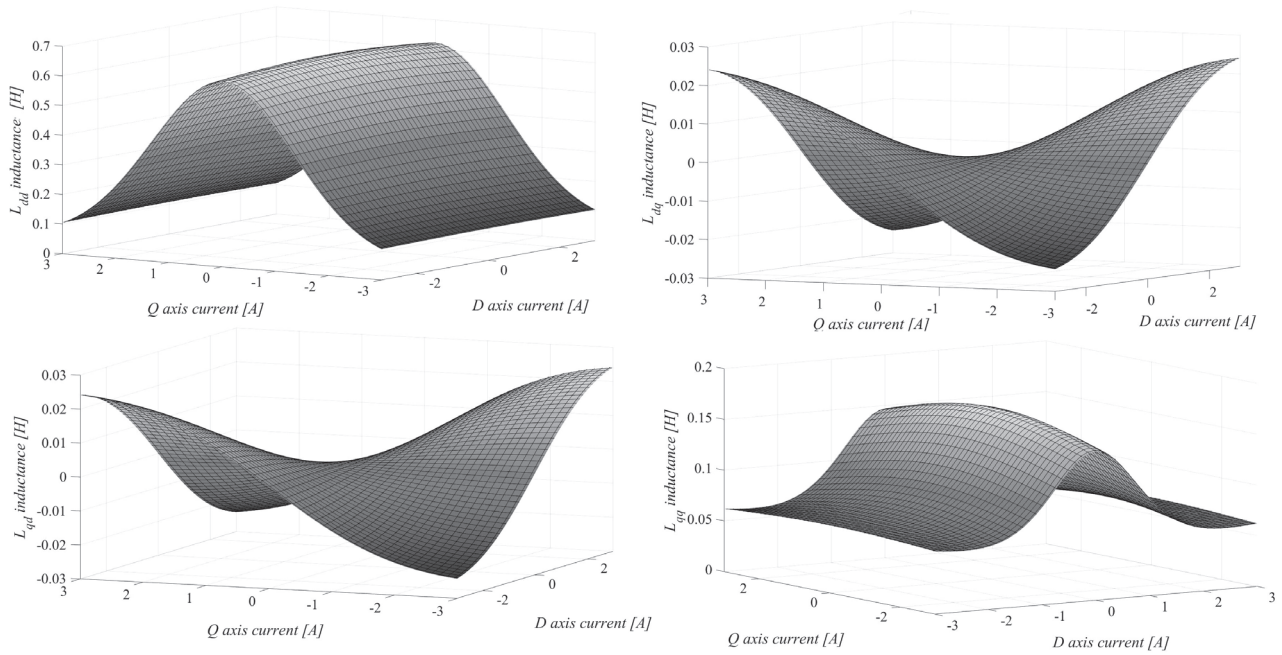 0.7
0.6
0.5
0.4
0.3
0.2
0.1
0
L_dd inductance [H]
3 2 1 0 -1 -2 -3
Q axis current [A]
-2 0 2
D axis current [A]
0.03
0.02
0.01
0
-0.01
-0.02
-0.03
L_dq inductance [H]
3 2 1 0 -1 -2 -3
Q axis current [A]
-2 0 2
D axis current [A]
0.03
0.02
0.01
0
-0.01
-0.02
-0.03
L_qd inductance [H]
3 2 1 0 -1 -2 -3
Q axis current [A]
-2 0 2
D axis current [A]
0.2
0.15
0.1
0.05
0
L_qq inductance [H]
2 0 -2
Q axis current [A]
-3 -2 -1 0 1 2 3
D axis current [A]